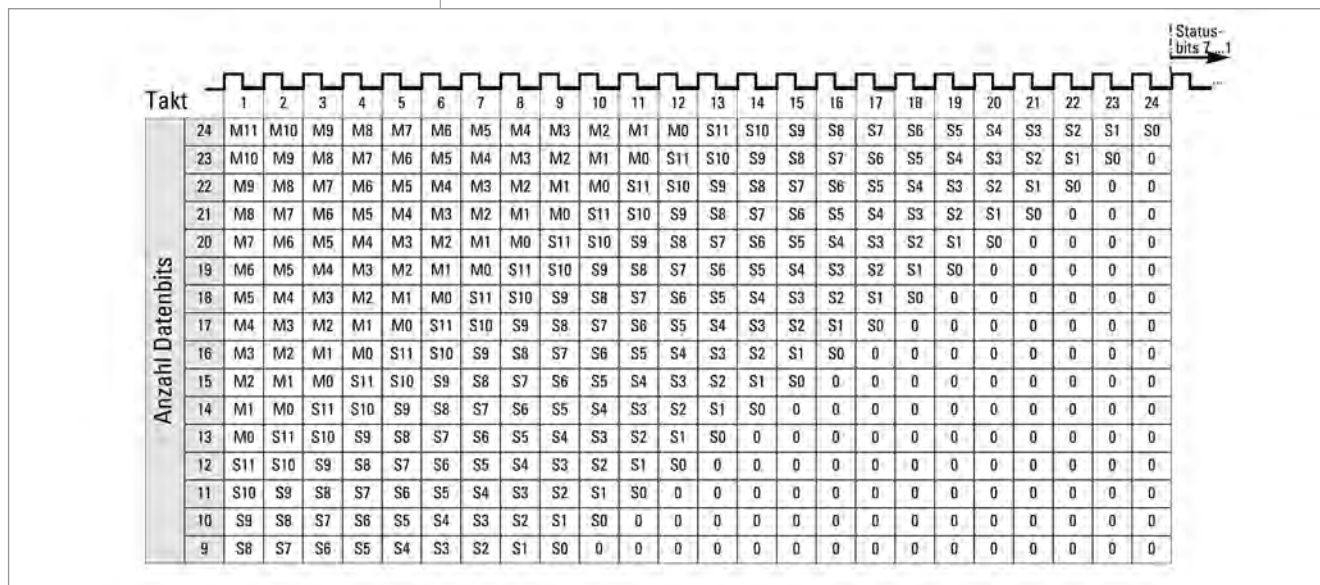 Status-
bits 7...1
...
Takt 1 2 3 4 5 6 7 8 9 10 11 12 13 14 15 16 17 18 19 20 21 22 23 24
Anzahl Datenbits
24 M11 M10 M9 M8 M7 M6 M5 M4 M3 M2 M1 M0 S11 S10 S9 S8 S7 S6 S5 S4 S3 S2 S1 S0
23 M10 M9 M8 M7 M6 M5 M4 M3 M2 M1 M0 S11 S10 S9 S8 S7 S6 S5 S4 S3 S2 S1 S0 0
22 M9 M8 M7 M6 M5 M4 M3 M2 M1 M0 S11 S10 S9 S8 S7 S6 S5 S4 S3 S2 S1 S0 0 0
21 M8 M7 M6 M5 M4 M3 M2 M1 M0 S11 S10 S9 S8 S7 S6 S5 S4 S3 S2 S1 S0 0 0 0
20 M7 M6 M5 M4 M3 M2 M1 M0 S11 S10 S9 S8 S7 S6 S5 S4 S3 S2 S1 S0 0 0 0 0
19 M6 M5 M4 M3 M2 M1 M0 S11 S10 S9 S8 S7 S6 S5 S4 S3 S2 S1 S0 0 0 0 0 0
18 M5 M4 M3 M2 M1 M0 S11 S10 S9 S8 S7 S6 S5 S4 S3 S2 S1 S0 0 0 0 0 0 0
17 M4 M3 M2 M1 M0 S11 S10 S9 S8 S7 S6 S5 S4 S3 S2 S1 S0 0 0 0 0 0 0 0
16 M3 M2 M1 M0 S11 S10 S9 S8 S7 S6 S5 S4 S3 S2 S1 S0 0 0 0 0 0 0 0 0
15 M2 M1 M0 S11 S10 S9 S8 S7 S6 S5 S4 S3 S2 S1 S0 0 0 0 0 0 0 0 0 0
14 M1 M0 S11 S10 S9 S8 S7 S6 S5 S4 S3 S2 S1 S0 0 0 0 0 0 0 0 0 0 0
13 M0 S11 S10 S9 S8 S7 S6 S5 S4 S3 S2 S1 S0 0 0 0 0 0 0 0 0 0 0 0
12 S11 S10 S9 S8 S7 S6 S5 S4 S3 S2 S1 S0 0 0 0 0 0 0 0 0 0 0 0 0
11 S10 S9 S8 S7 S6 S5 S4 S3 S2 S1 S0 0 0 0 0 0 0 0 0 0 0 0 0 0
10 S9 S8 S7 S6 S5 S4 S3 S2 S1 S0 0 0 0 0 0 0 0 0 0 0 0 0 0 0
9 S8 S7 S6 S5 S4 S3 S2 S1 S0 0 0 0 0 0 0 0 0 0 0 0 0 0 0 0